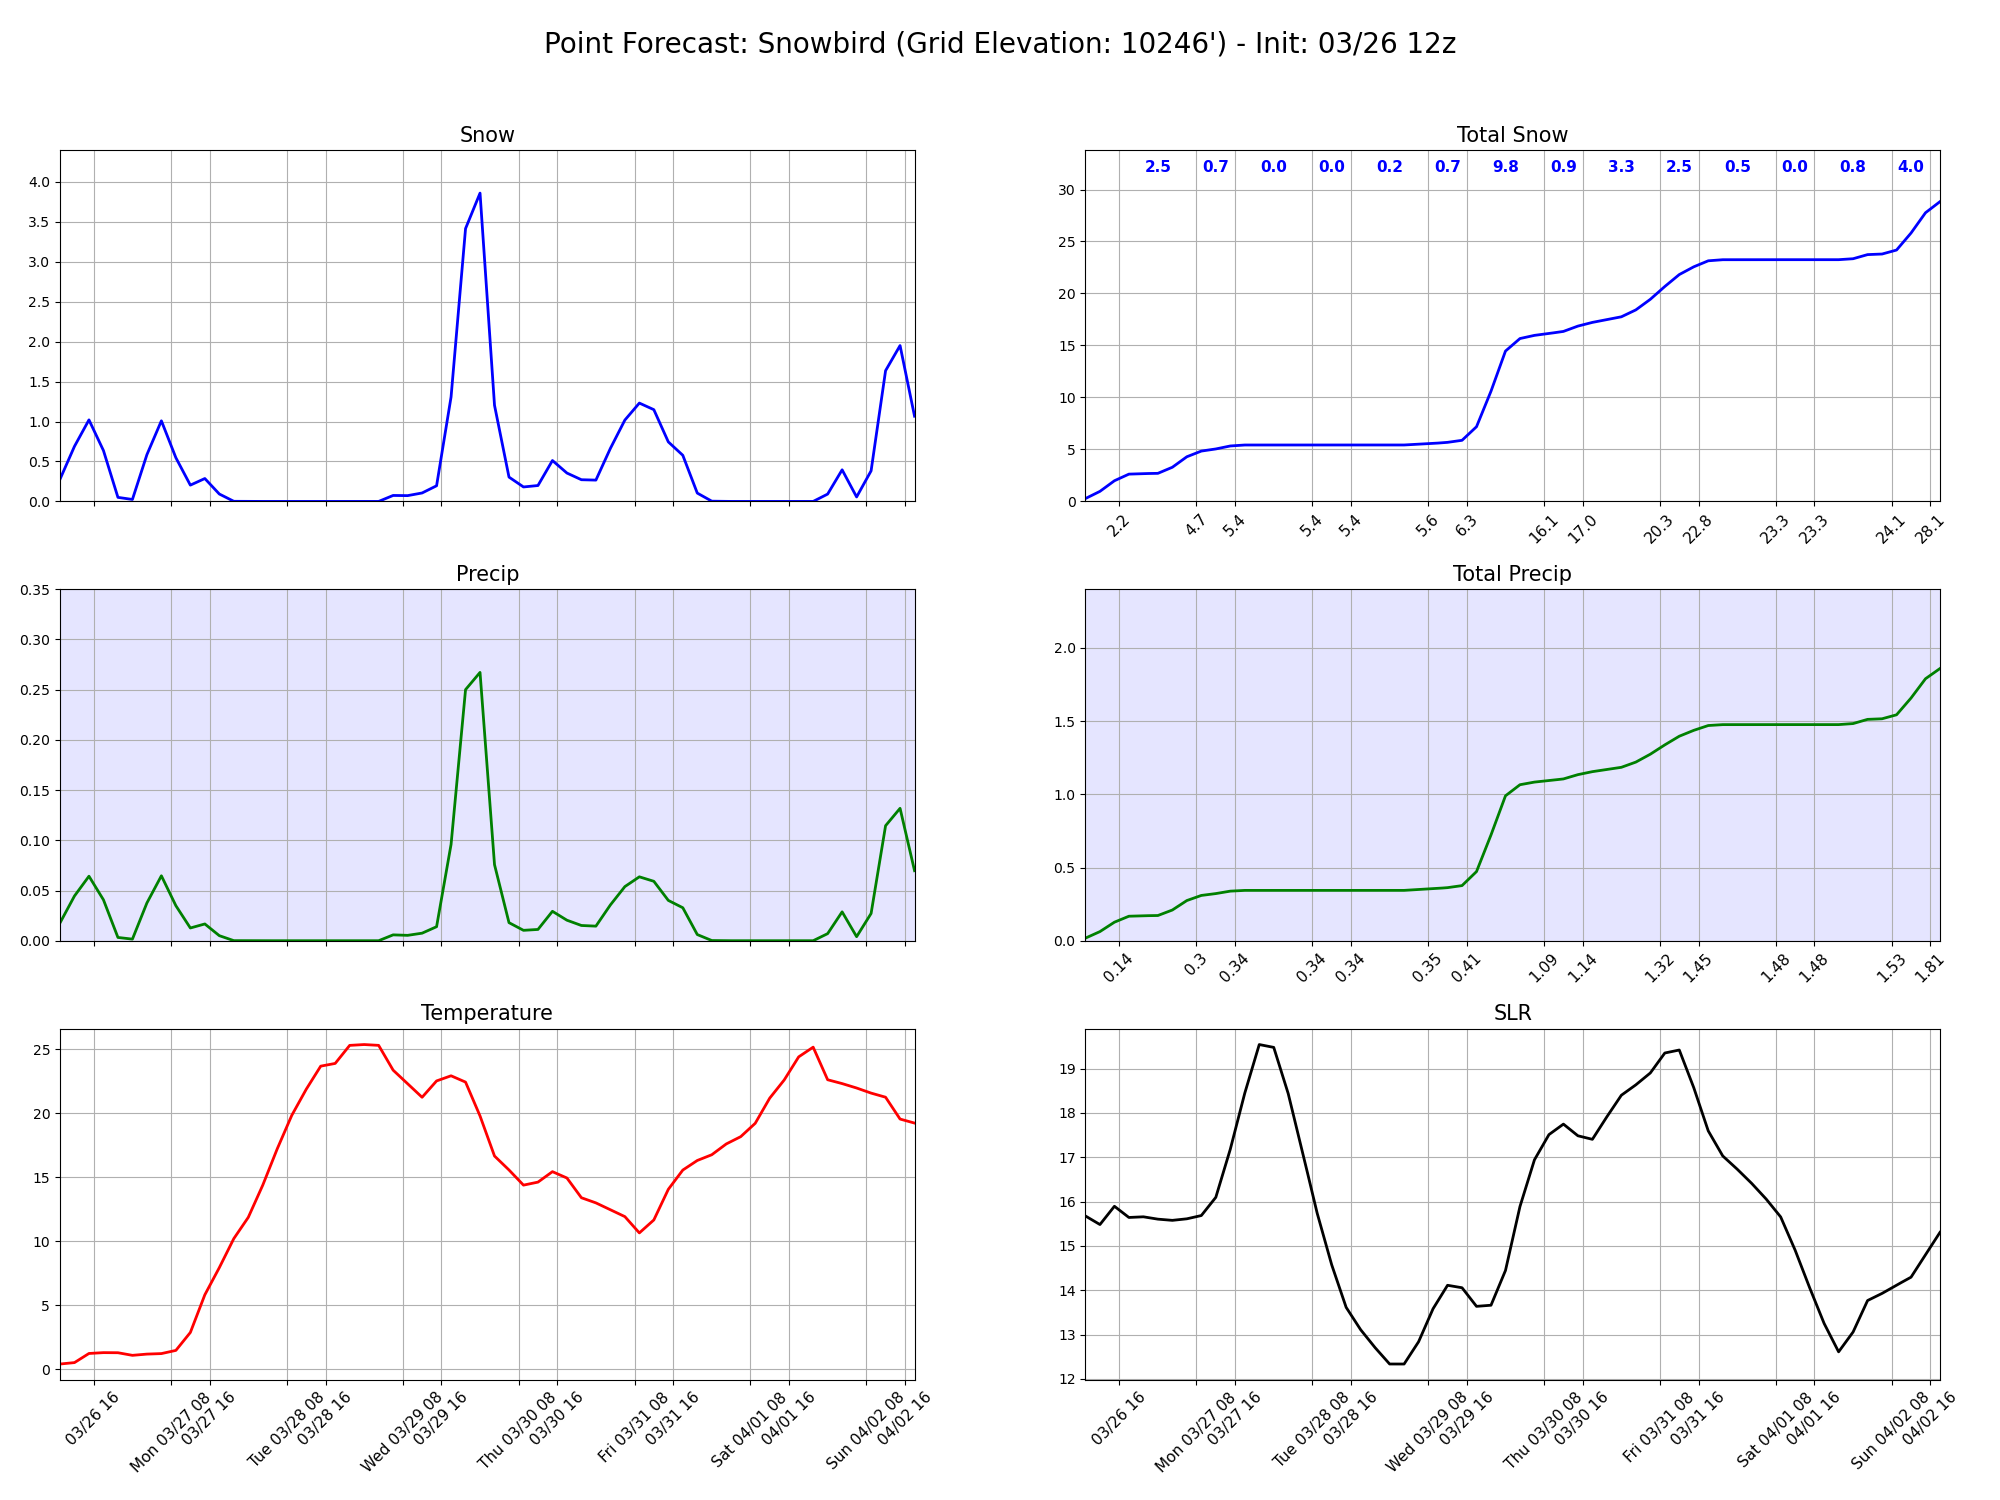 Point Forecast: Snowbird (Grid Elevation: 10246') - Init: 03/26 12z
Snow
4.0
3.5
3.0
2.5
2.0
1.5
1.0
0.5
0.0
Total Snow
2.5 0.7 0.0 0.0 0.2 0.7 9.8 0.9 3.3 2.5 0.5 0.0 0.8 4.0
30
25
20
15
10
5
0
2.2 4.7 5.4 5.4 5.4 5.6 6.3 16.1 17.0 20.3 22.8 23.3 23.3 24.1 28.1
Precip
0.35
0.30
0.25
0.20
0.15
0.10
0.05
0.00
Total Precip
2.0
1.5
1.0
0.5
0.0
0.14 0.3 0.34 0.34 0.34 0.35 0.41 1.09 1.14 1.32 1.45 1.48 1.48 1.53 1.81
Temperature
25
20
15
10
5
0
03/26 16
Mon 03/27 08
03/27 16
Tue 03/28 08
03/28 16
Wed 03/29 08
03/29 16
Thu 03/30 08
03/30 16
Fri 03/31 08
03/31 16
Sat 04/01 08
04/01 16
Sun 04/02 08
04/02 16
SLR
19
18
17
16
15
14
13
12
03/26 16
Mon 03/27 08
03/27 16
Tue 03/28 08
03/28 16
Wed 03/29 08
03/29 16
Thu 03/30 08
03/30 16
Fri 03/31 08
03/31 16
Sat 04/01 08
04/01 16
Sun 04/02 08
04/02 16